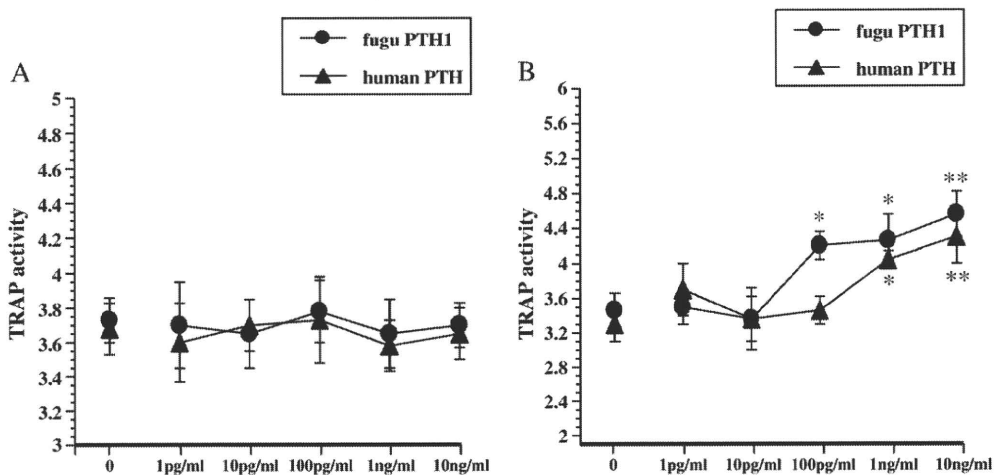 A
fugu PTH1
human PTH
TRAP activity
5
4.8
4.6
4.4
4.2
4
3.8
3.6
3.4
3.2
3
0
1pg/ml
10pg/ml
100pg/ml
1ng/ml
10ng/ml
B
fugu PTH1
human PTH
TRAP activity
6
5.6
5.2
4.8
4.4
4
3.6
3.2
2.8
2.4
2
*
*
**
*
**
0
1pg/ml
10pg/ml
100pg/ml
1ng/ml
10ng/ml